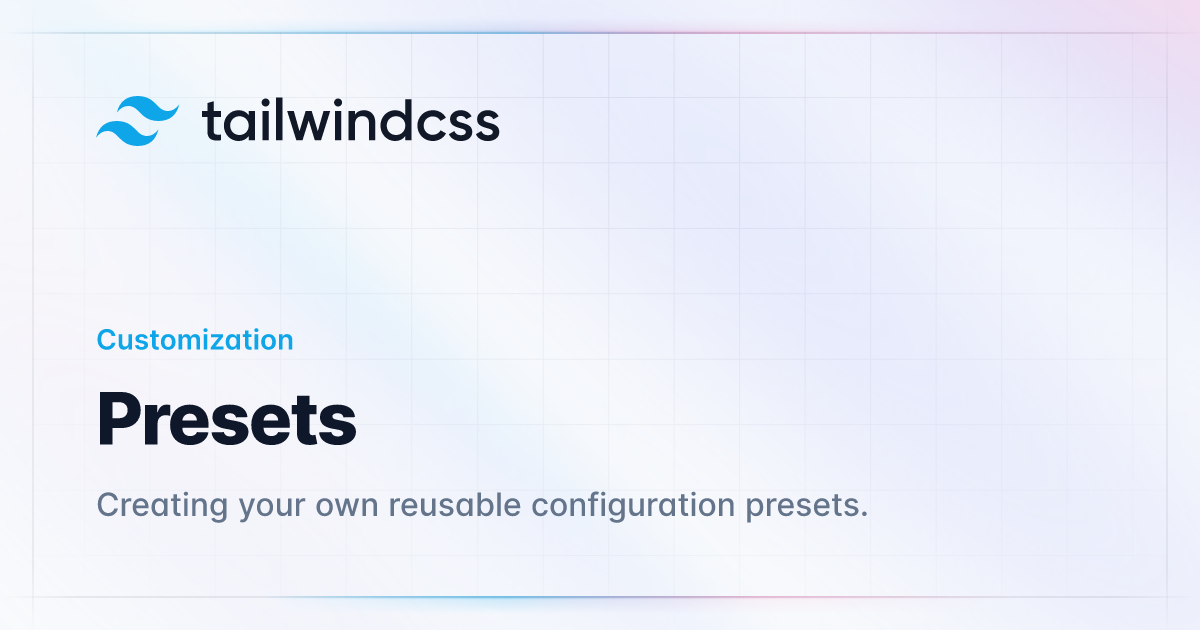 tailwindcss
Customization
Presets
Creating your own reusable configuration presets.